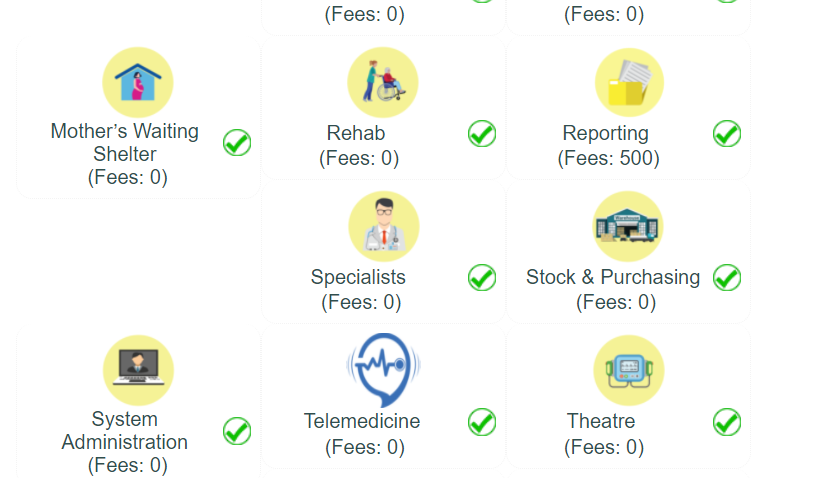 (Fees: 0)
(Fees: 0)
Mother’s Waiting
Shelter
(Fees: 0)
Rehab
(Fees: 0)
Reporting
(Fees: 500)
Specialists
(Fees: 0)
Stock & Purchasing
(Fees: 0)
System
Administration
(Fees: 0)
Telemedicine
(Fees: 0)
Theatre
(Fees: 0)